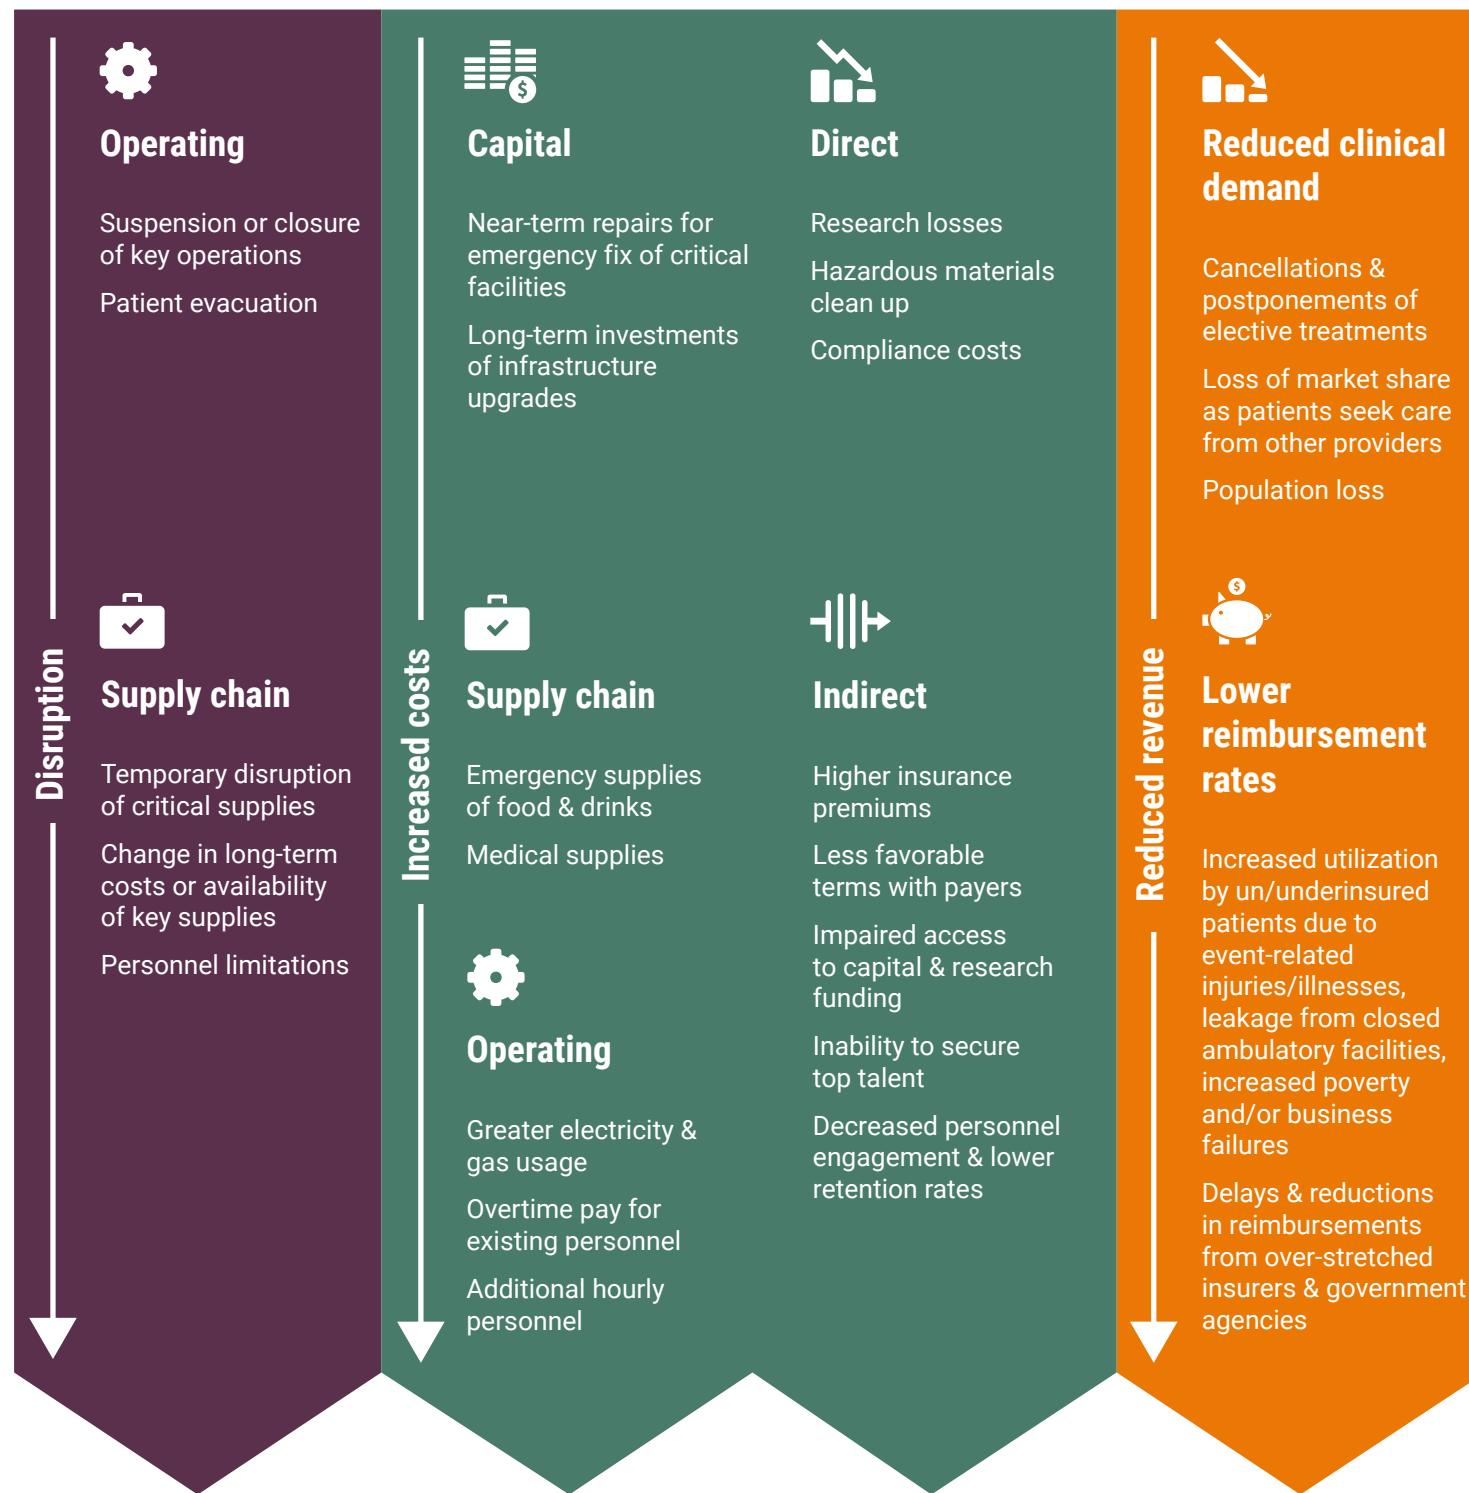 Disruption
Operating
Suspension or closure
of key operations
Patient evacuation
Supply chain
Temporary disruption
of critical supplies
Change in long-term
costs or availability
of key supplies
Personnel limitations
Increased costs
Capital
Near-term repairs for
emergency fix of critical
facilities
Long-term investments
of infrastructure
upgrades
Supply chain
Emergency supplies
of food & drinks
Medical supplies
Operating
Greater electricity &
gas usage
Overtime pay for
existing personnel
Additional hourly
personnel
Direct
Research losses
Hazardous materials
clean up
Compliance costs
Indirect
Higher insurance
premiums
Less favorable
terms with payers
Impaired access
to capital & research
funding
Inability to secure
top talent
Decreased personnel
engagement & lower
retention rates
Reduced revenue
Reduced clinical
demand
Cancellations &
postponements of
elective treatments
Loss of market share
as patients seek care
from other providers
Population loss
Lower
reimbursement
rates
Increased utilization
by un/underinsured
patients due to
event-related
injuries/illnesses,
leakage from closed
ambulatory facilities,
increased poverty
and/or business
failures
Delays & reductions
in reimbursements
from over-stretched
insurers & government
agencies